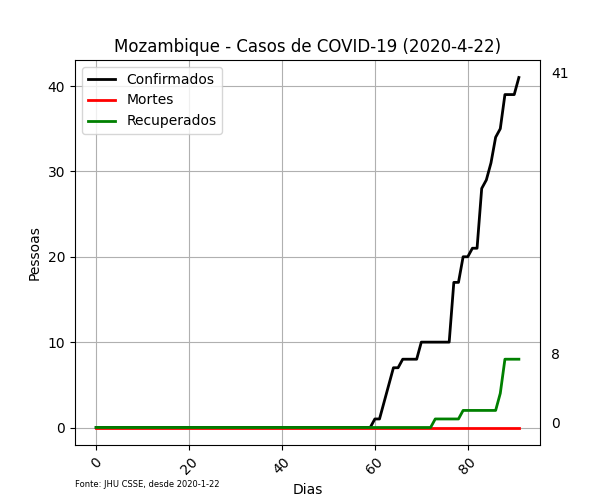 Mozambique - Casos de COVID-19 (2020-4-22)
Confirmados
Mortes
Recuperados
41
40
30
20
10
0
8
0
Pessoas
0
20
40
60
80
Dias
Fonte: JHU CSSE, desde 2020-1-22